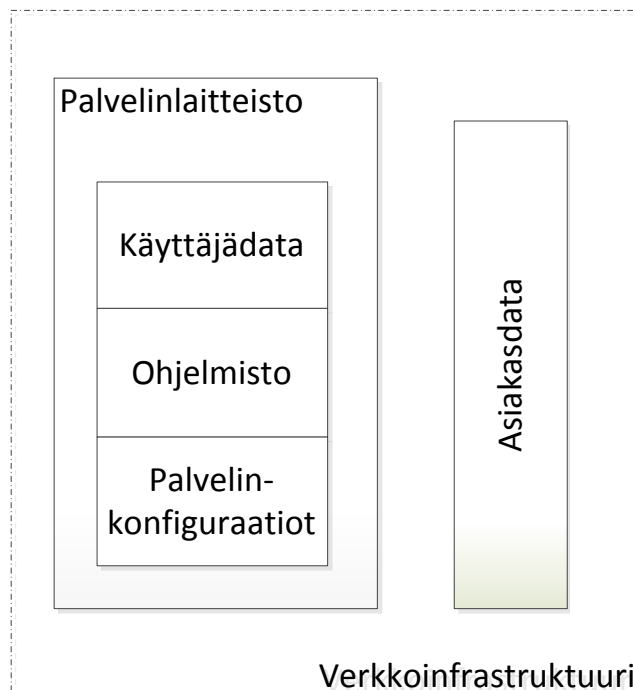 Palvelinlaitteisto
Käyttäjädata
Ohjelmisto
Palvelin-
konfiguraatiot
Asiakasdata
Verkkoinfrastruktuuri